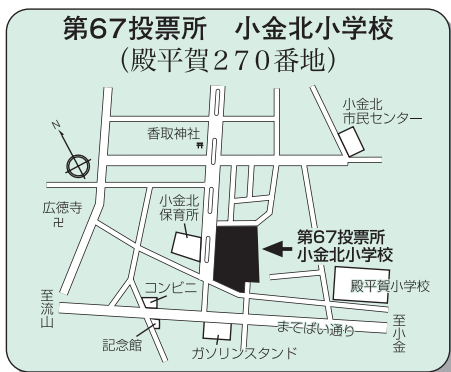 第67投票所　小金北小学校
（殿平賀270番地）
小金北
市民センター
香取神社
N
広徳寺
卍
小金北
保育所
第67投票所
小金北小学校
殿平賀小学校
コンビニ
至流山
至小金
まてばい通り
記念館
ガソリンスタンド